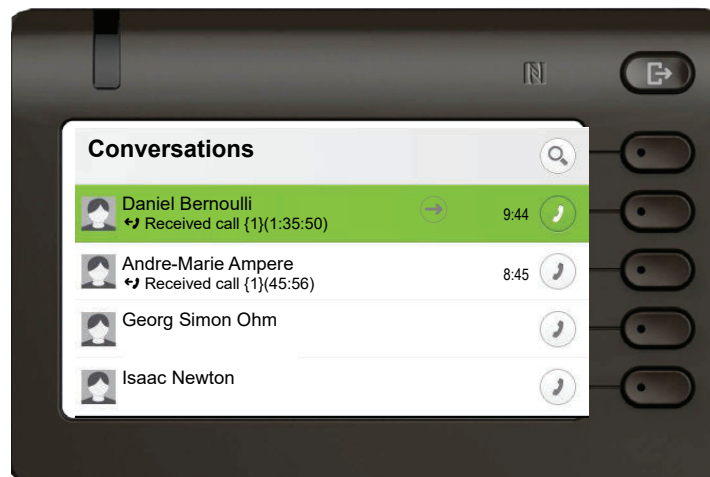 Conversations
Daniel Bernoulli
Received call {1}(1:35:50)
9:44
Andre-Marie Ampere
Received call {1}(45:56)
8:45
Georg Simon Ohm
Isaac Newton